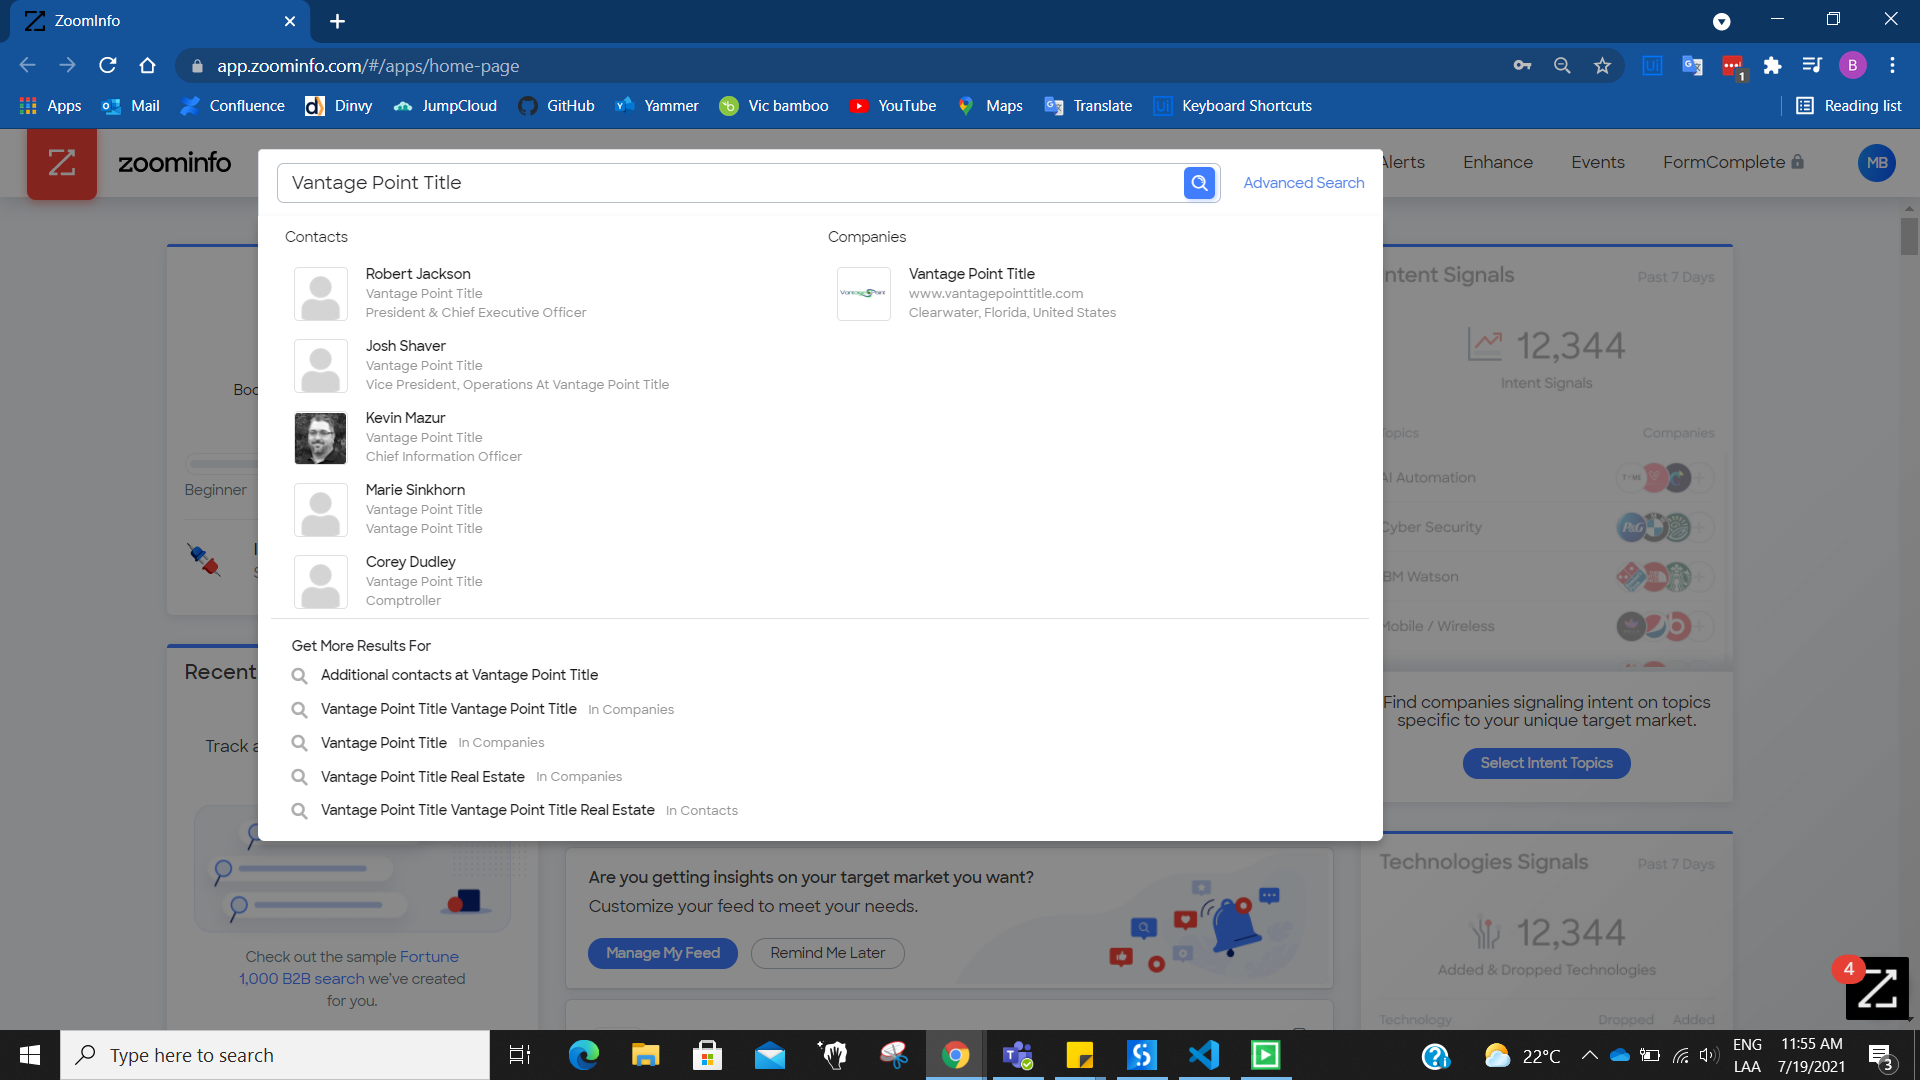 ZoomInfo
app.zoominfo.com/#/apps/home-page
1
B
Apps
Mail
Confluence
Dinvy
JumpCloud
GitHub
Yammer
Vic bamboo
YouTube
Maps
Translate
Keyboard Shortcuts
Reading list
zoominfo
Vantage Point Title
Advanced Search
Alerts
Enhance
Events
FormComplete
MB
Contacts
Robert Jackson
Vantage Point Title
President & Chief Executive Officer
Josh Shaver
Vantage Point Title
Vice President, Operations At Vantage Point Title
Kevin Mazur
Vantage Point Title
Chief Information Officer
Marie Sinkhorn
Vantage Point Title
Vantage Point Title
Corey Dudley
Vantage Point Title
Comptroller
Companies
Vantage Point Title
www.vantagepointtitle.com
Clearwater, Florida, United States
Get More Results For
Additional contacts at Vantage Point Title
Vantage Point Title Vantage Point Title In Companies
Vantage Point Title In Companies
Vantage Point Title Real Estate In Companies
Vantage Point Title Vantage Point Title Real Estate In Contacts
Boo
Beginner
Recent
Track a
Check out the sample Fortune
1,000 B2B search we've created
for you.
Are you getting insights on your target market you want?
Customize your feed to meet your needs.
Manage My Feed
Remind Me Later
ntent Signals
Past 7 Days
12,344
Intent Signals
Topics
Companies
AI Automation
Cyber Security
P&G
IBM Watson
Mobile / Wireless
Find companies signaling intent on topics
specific to your unique target market.
Select Intent Topics
Technologies Signals
Past 7 Days
12,344
Added & Dropped Technologies
Technology
Dropped
Added
4
Type here to search
22°C
ENG
LAA
11:55 AM
7/19/2021
3